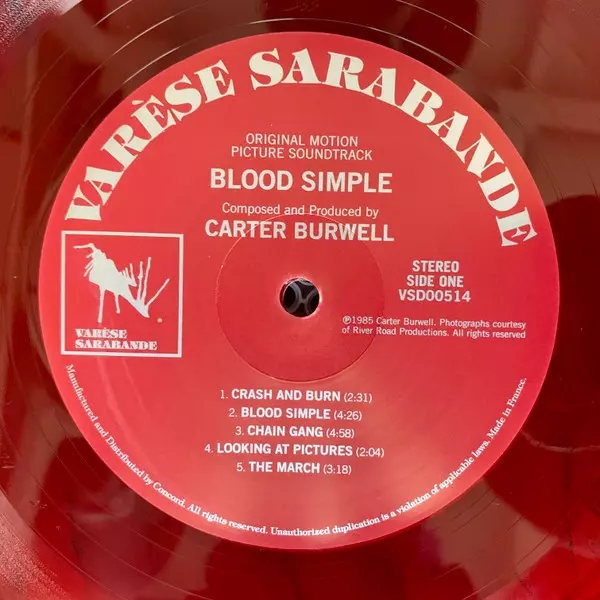 VARÈSE SARABANDE
ORIGINAL MOTION
PICTURE SOUNDTRACK
BLOOD SIMPLE
Composed and Produced by
CARTER BURWELL
STEREO
SIDE ONE
VSD00514
VARÈSE
SARABANDE
℗1985 Carter Burwell. Photographs courtesy
of River Road Productions. All rights reserved
1. CRASH AND BURN (2:31)
2. BLOOD SIMPLE (4:26)
3. CHAIN GANG (4:58)
4. LOOKING AT PICTURES (2:04)
5. THE MARCH (3:18)
Manufactured and Distributed by Concord. All rights reserved. Unauthorized duplication is a violation of applicable laws. Made in France.